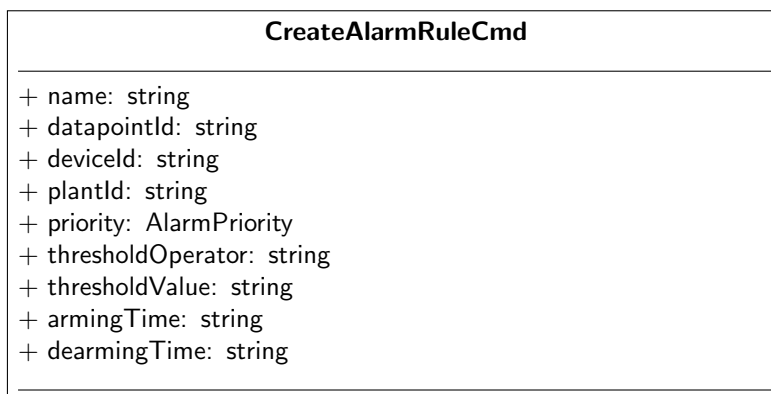 CreateAlarmRuleCmd
+ name: string
+ datapointId: string
+ deviceId: string
+ plantId: string
+ priority: AlarmPriority
+ thresholdOperator: string
+ thresholdValue: string
+ armingTime: string
+ dearmingTime: string